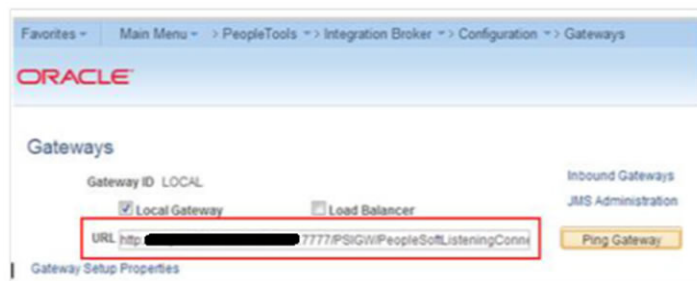 Favorites Main Menu > PeopleTools > Integration Broker > Configuration > Gateways
ORACLE
Gateways
Gateway ID LOCAL
Inbound Gateways
Local Gateway Load Balancer
JMS Administration
URL http: 7777/PSIGW/PeopleSoftListeningConne
Ping Gateway
Gateway Setup Properties